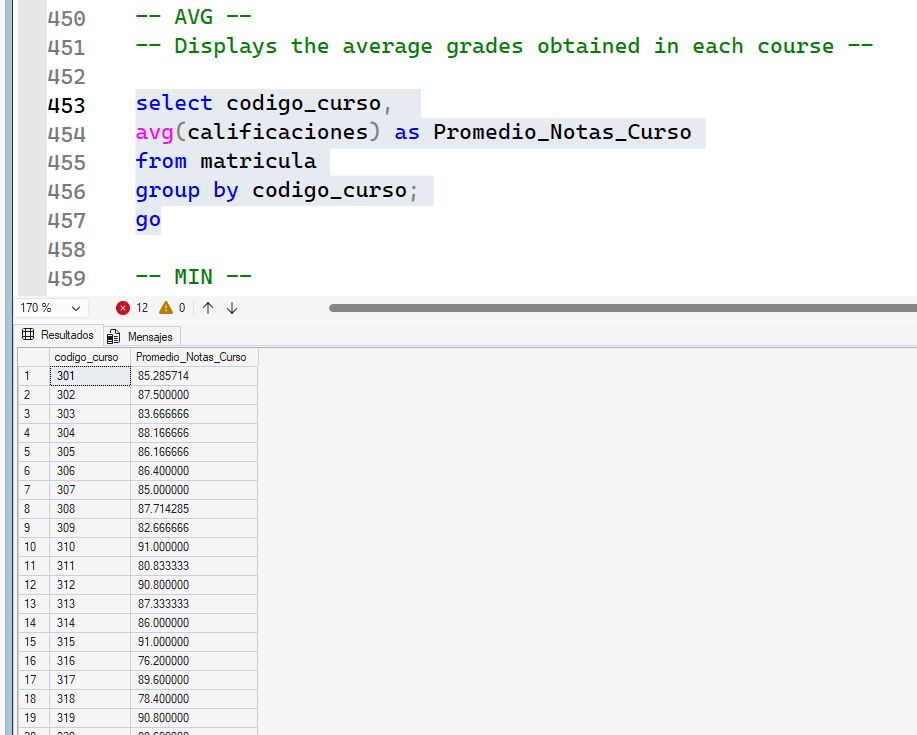 450 -- AVG --
451 -- Displays the average grades obtained in each course --
452
453 select codigo_curso,
454 avg(calificaciones) as Promedio_Notas_Curso
455 from matricula
456 group by codigo_curso;
457 go
458
459 -- MIN --
170 % 12 0
Resultados Mensajes
codigo_curso Promedio_Notas_Curso
1 301 85.285714
2 302 87.500000
3 303 83.666666
4 304 88.166666
5 305 86.166666
6 306 86.400000
7 307 85.000000
8 308 87.714285
9 309 82.666666
10 310 91.000000
11 311 80.833333
12 312 90.800000
13 313 87.333333
14 314 86.000000
15 315 91.000000
16 316 76.200000
17 317 89.600000
18 318 78.400000
19 319 90.800000